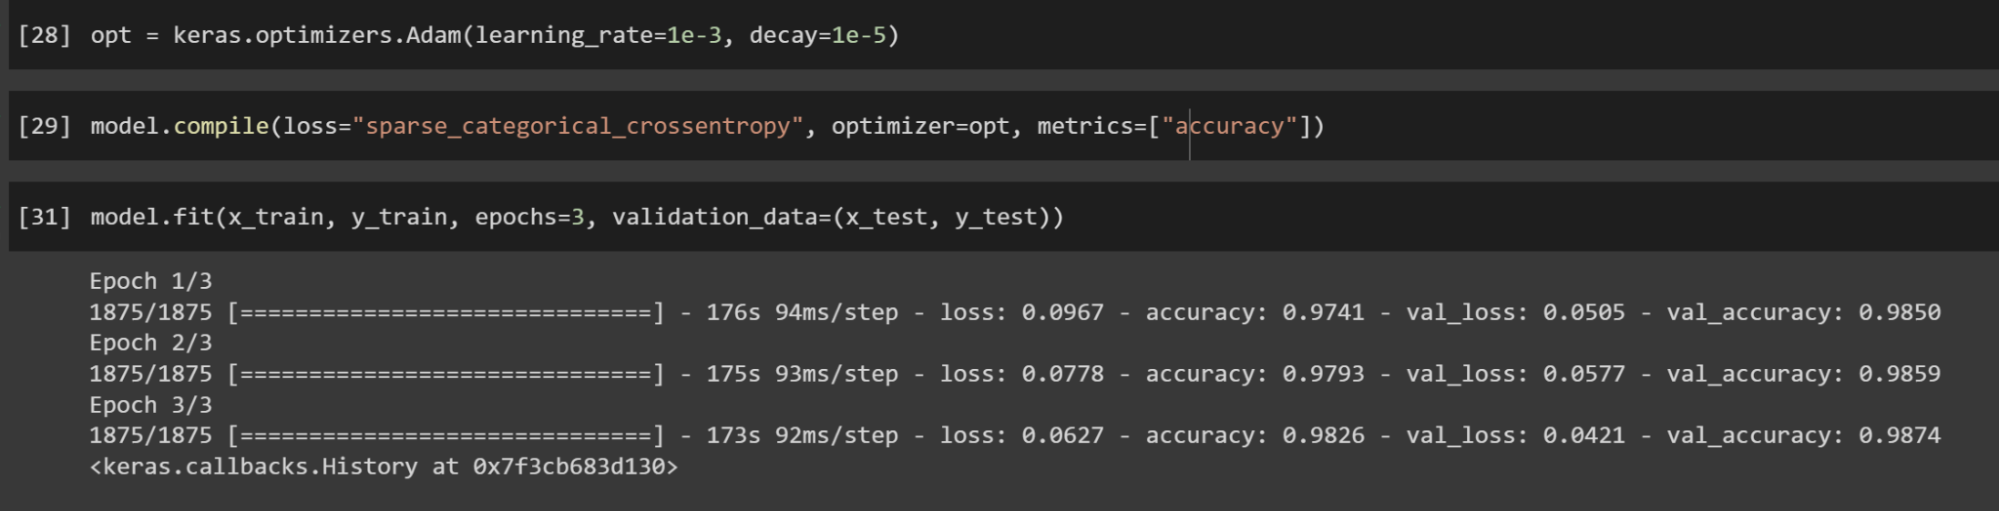 [28] opt = keras.optimizers.Adam(learning_rate=1e-3, decay=1e-5)
[29] model.compile(loss="sparse_categorical_crossentropy", optimizer=opt, metrics=["accuracy"])
[31] model.fit(x_train, y_train, epochs=3, validation_data=(x_test, y_test))
Epoch 1/3
1875/1875 [==============================] - 176s 94ms/step - loss: 0.0967 - accuracy: 0.9741 - val_loss: 0.0505 - val_accuracy: 0.9850
Epoch 2/3
1875/1875 [==============================] - 175s 93ms/step - loss: 0.0778 - accuracy: 0.9793 - val_loss: 0.0577 - val_accuracy: 0.9859
Epoch 3/3
1875/1875 [==============================] - 173s 92ms/step - loss: 0.0627 - accuracy: 0.9826 - val_loss: 0.0421 - val_accuracy: 0.9874
<keras.callbacks.History at 0x7f3cb683d130>